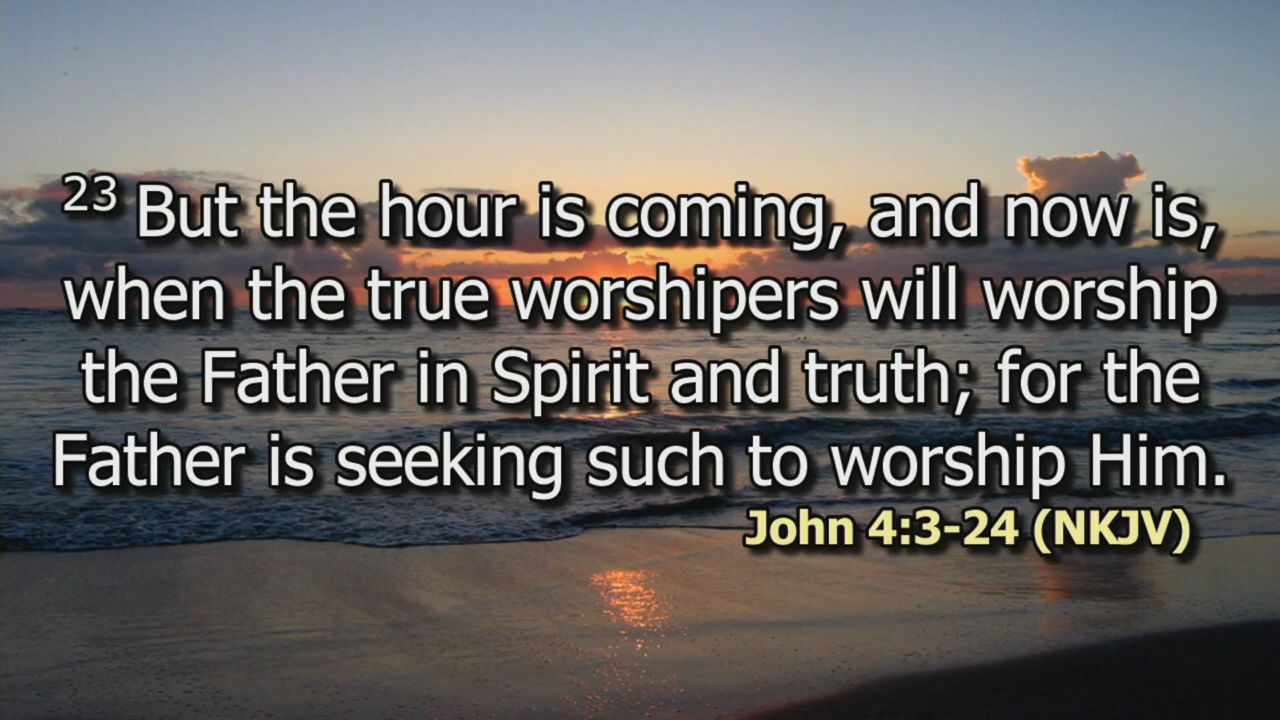 23 But the hour is coming, and now is,
when the true worshipers will worship
the Father in Spirit and truth; for the
Father is seeking such to worship Him.
John 4:3-24 (NKJV)